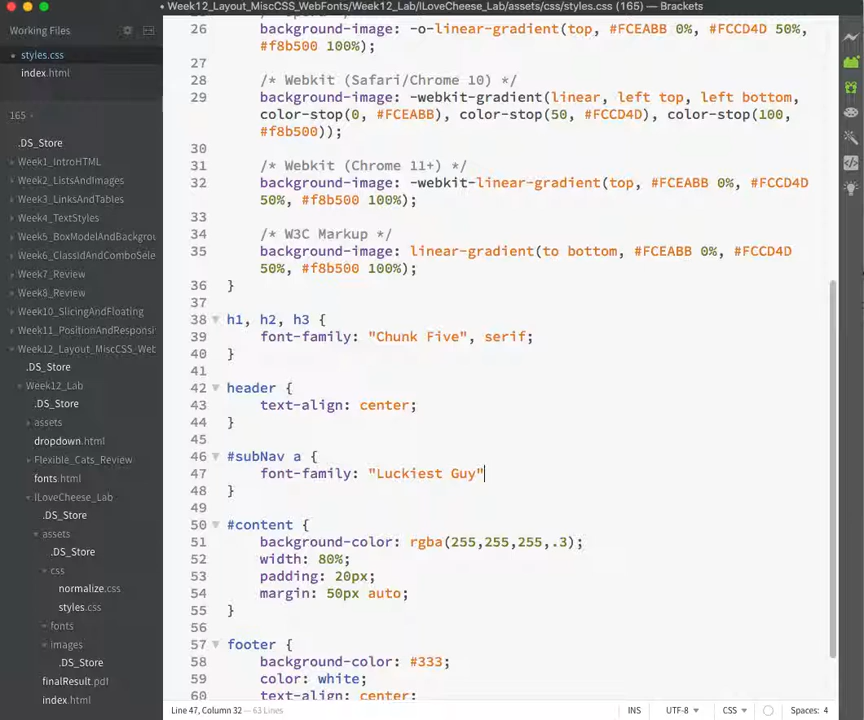 Week12_Layout_MiscCSS_WebFonts/Week12_Lab/ILoveCheese_Lab/assets/css/styles.css (165) — Brackets
Working Files
styles.css
index.html
165
.DS_Store
Week1_IntroHTML
Week2_ListsAndImages
Week3_LinksAndTables
Week4_TextStyles
Week5_BoxModelAndBackgrou
Week6_ClassIdAndComboSele
Week7_Review
Week8_Review
Week10_SlicingAndFloating
Week11_PositionAndResponsi
Week12_Layout_MiscCSS_Web
.DS_Store
Week12_Lab
.DS_Store
assets
dropdown.html
Flexible_Cats_Review
fonts.html
ILoveCheese_Lab
.DS_Store
assets
.DS_Store
css
normalize.css
styles.css
fonts
images
.DS_Store
finalResult.pdf
index.html
26 background-image: -o-linear-gradient(top, #FCEABB 0%, #FCCD4D 50%,
#f8b500 100%);
27
28 /* Webkit (Safari/Chrome 10) */
29 background-image: -webkit-gradient(linear, left top, left bottom,
color-stop(0, #FCEABB), color-stop(50, #FCCD4D), color-stop(100,
#f8b500));
30
31 /* Webkit (Chrome 11+) */
32 background-image: -webkit-linear-gradient(top, #FCEABB 0%, #FCCD4D
50%, #f8b500 100%);
33
34 /* W3C Markup */
35 background-image: linear-gradient(to bottom, #FCEABB 0%, #FCCD4D
50%, #f8b500 100%);
36 }
37
38 h1, h2, h3 {
39 font-family: "Chunk Five", serif;
40 }
41
42 header {
43 text-align: center;
44 }
45
46 #subNav a {
47 font-family: "Luckiest Guy"
48 }
49
50 #content {
51 background-color: rgba(255,255,255,.3);
52 width: 80%;
53 padding: 20px;
54 margin: 50px auto;
55 }
56
57 footer {
58 background-color: #333;
59 color: white;
60 text-align: center;
Line 47, Column 32 — 63 Lines
INS
UTF-8
CSS
Spaces: 4